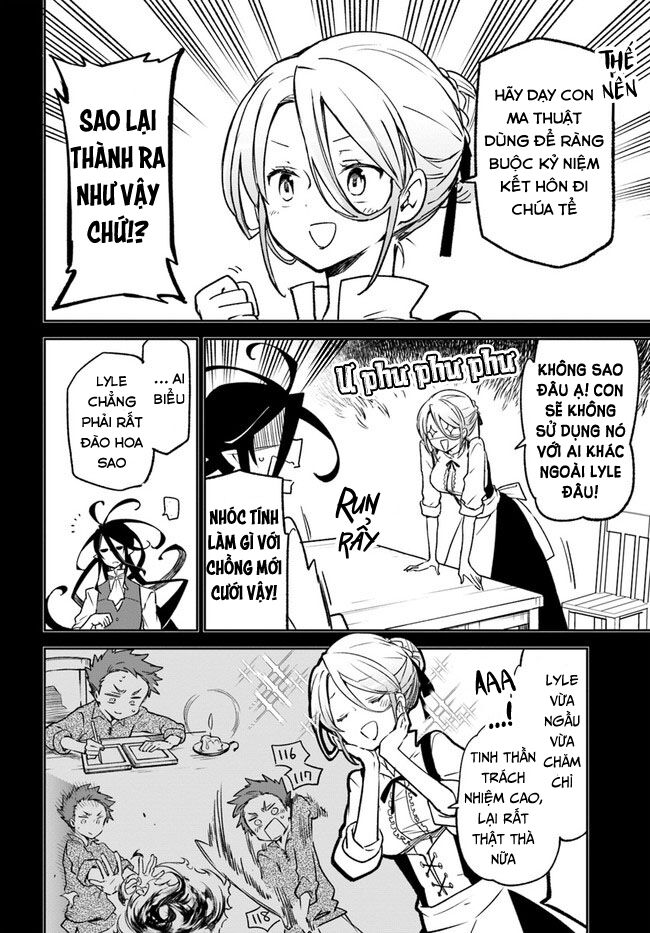 THẾ
NÊN
HÃY DẠY CON
MA THUẬT
DÙNG ĐỂ RÀNG
BUỘC KỶ NIỆM
KẾT HÔN ĐI
CHÚA TỂ
SAO LẠI
THÀNH RA
NHƯ VẬY
CHỨ!?
KHÔNG SAO
ĐÂU Ạ! CON
SẼ KHÔNG
SỬ DỤNG NÓ
VỚI AI KHÁC
NGOÀI LYLE
ĐÂU!
Ư PHƯ PHƯ PHƯ
RUN
RẨY
NHÓC TÍNH
LÀM GÌ VỚI
CHỒNG MỚI
CƯỚI VẬY!
... AI
BIỂU
LYLE
CHẲNG
PHẢI RẤT
ĐÀO HOA
SAO
LYLE
VỪA
NGẦU
VỪA
CHĂM
CHỈ
AAA
...!
TINH THẦN
TRÁCH
NHIỆM CAO,
LẠI RẤT
THẬT THÀ
NỮA
116
117
118